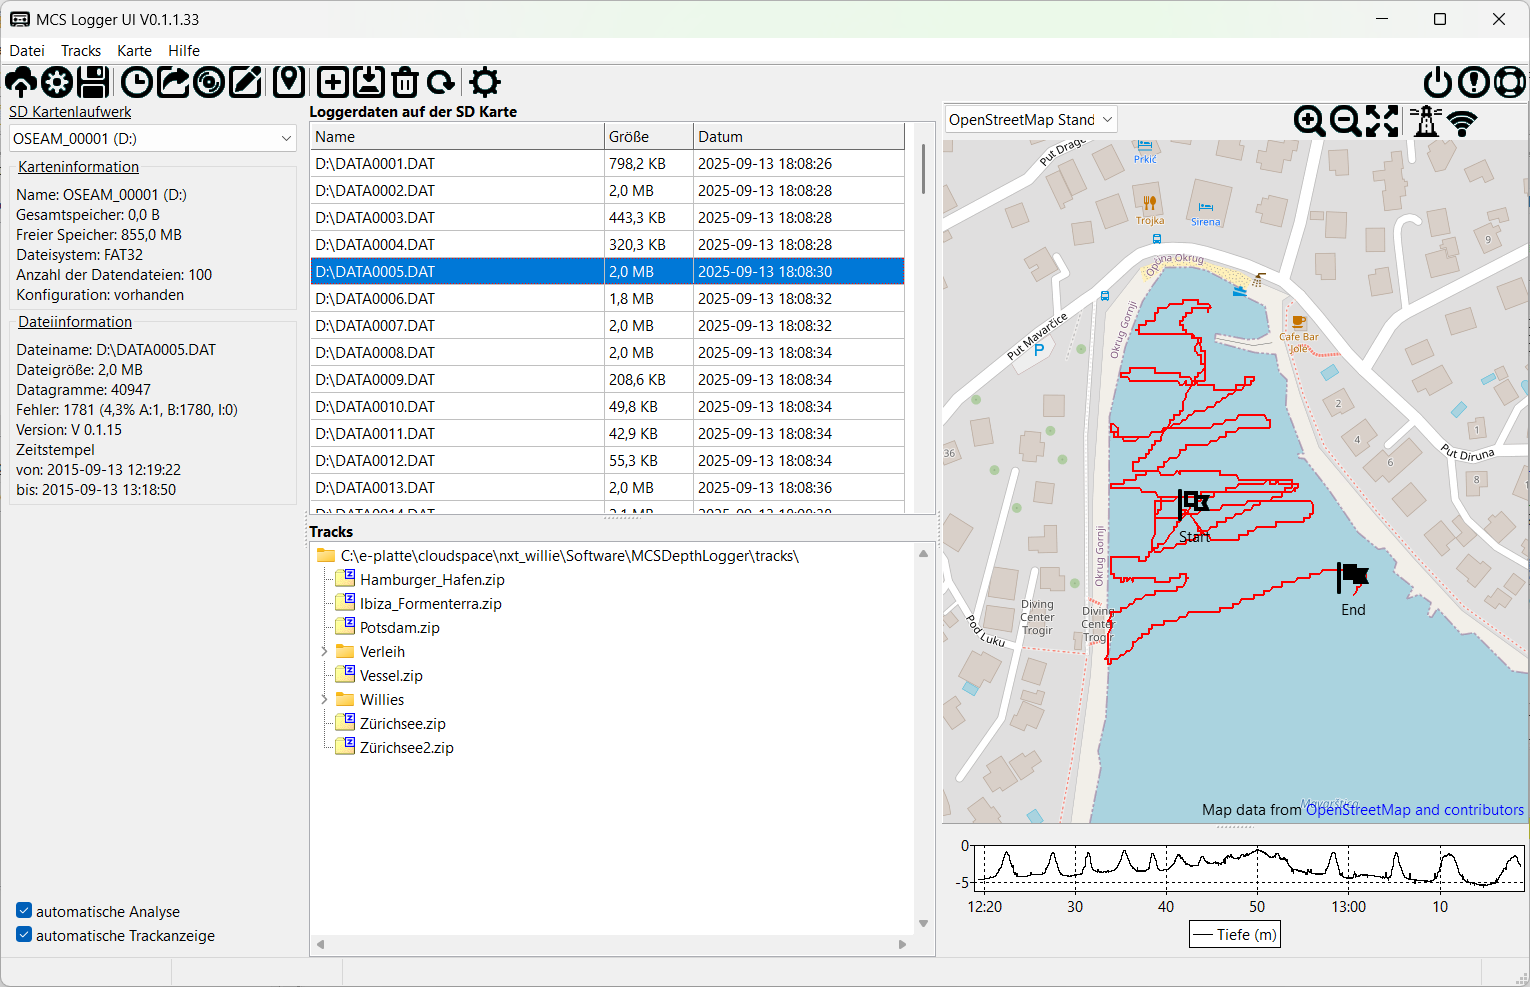 MCS Logger UI V0.1.1.33
Datei Tracks Karte Hilfe
SD Kartenlaufwerk
OSEAM_00001 (D:)
Karteninformation
Name: OSEAM_00001 (D:)
Gesamtspeicher: 0,0 B
Freier Speicher: 855,0 MB
Dateisystem: FAT32
Anzahl der Datendateien: 100
Konfiguration: vorhanden
Dateiinformation
Dateiname: D:\DATA0005.DAT
Dateigröße: 2,0 MB
Datagramme: 40947
Fehler: 1781 (4,3% A:1, B:1780, I:0)
Version: V 0.1.15
Zeitstempel
von: 2015-09-13 12:19:22
bis: 2015-09-13 13:18:50
automatische Analyse
automatische Trackanzeige
Loggerdaten auf der SD Karte
Name Größe Datum
D:\DATA0001.DAT 798,2 KB 2025-09-13 18:08:26
D:\DATA0002.DAT 2,0 MB 2025-09-13 18:08:28
D:\DATA0003.DAT 443,3 KB 2025-09-13 18:08:28
D:\DATA0004.DAT 320,3 KB 2025-09-13 18:08:28
D:\DATA0005.DAT 2,0 MB 2025-09-13 18:08:30
D:\DATA0006.DAT 1,8 MB 2025-09-13 18:08:32
D:\DATA0007.DAT 2,0 MB 2025-09-13 18:08:32
D:\DATA0008.DAT 2,0 MB 2025-09-13 18:08:34
D:\DATA0009.DAT 208,6 KB 2025-09-13 18:08:34
D:\DATA0010.DAT 49,8 KB 2025-09-13 18:08:34
D:\DATA0011.DAT 42,9 KB 2025-09-13 18:08:34
D:\DATA0012.DAT 55,3 KB 2025-09-13 18:08:34
D:\DATA0013.DAT 2,0 MB 2025-09-13 18:08:36
Tracks
C:\e-platte\cloudspace\nxt_willie\Software\MCSDepthLogger\tracks\
Hamburger_Hafen.zip
Ibiza_Formenterra.zip
Potsdam.zip
Verleih
Vessel.zip
Willies
Zürichsee.zip
Zürichsee2.zip
OpenStreetMap Stand
Put Drage
Prkić
Trojka
Sirena
9
Općina Okrug
Okrug Gornji
Put Mavarčice
P
Cafe Bar
Jole
2
4
6
1
8
36
Put Diruna
Start
Okrug Gornji
End
Diving
Center
Trogir
Diving
Center
Trogir
Pod Luku
Mavarštica
Map data from OpenStreetMap and contributors
0
-5
12:20 30 40 50 13:00 10
Tiefe (m)